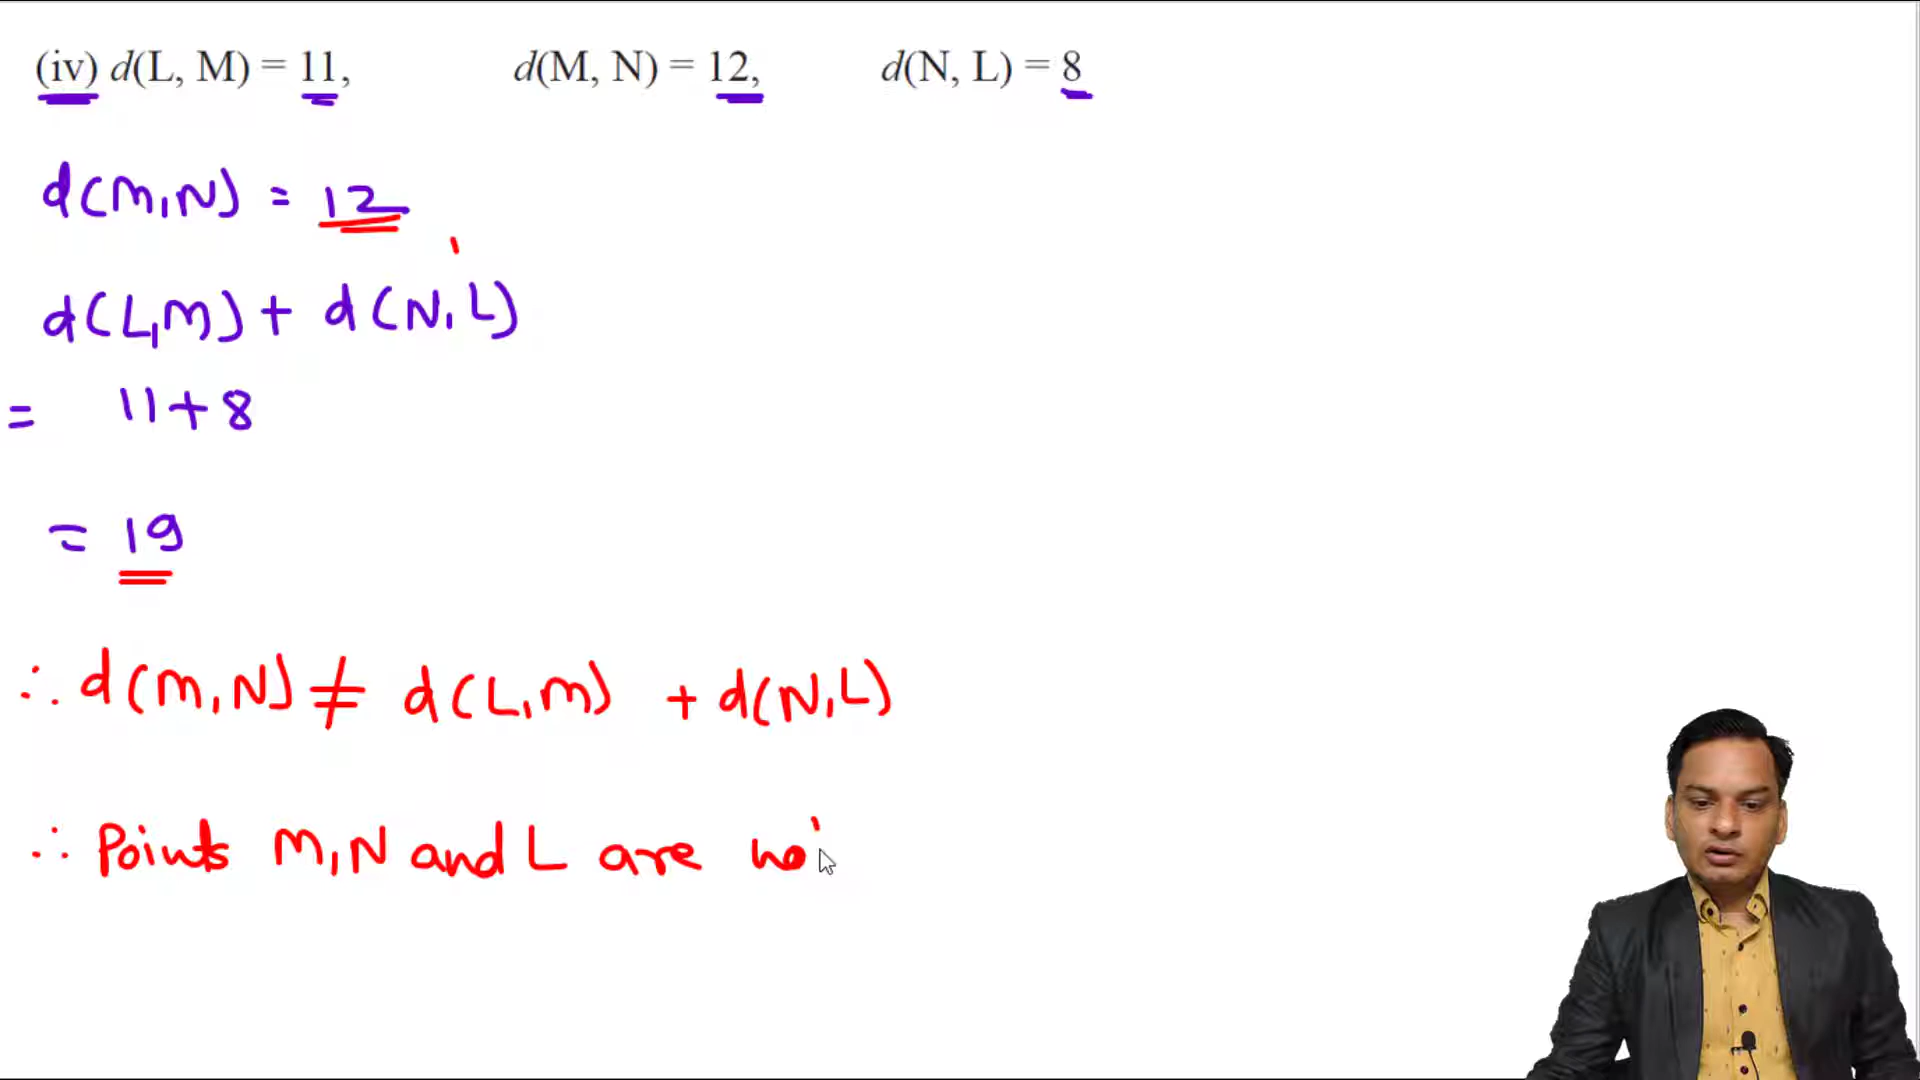 (iv) d(L, M) = 11, d(M, N) = 12, d(N, L) = 8
d(M,N) = 12
d(L,M) + d(N,L)
= 11+8
= 19
∴ d(M,N) ≠ d(L,M) + d(N,L)
∴ Points M,N and L are